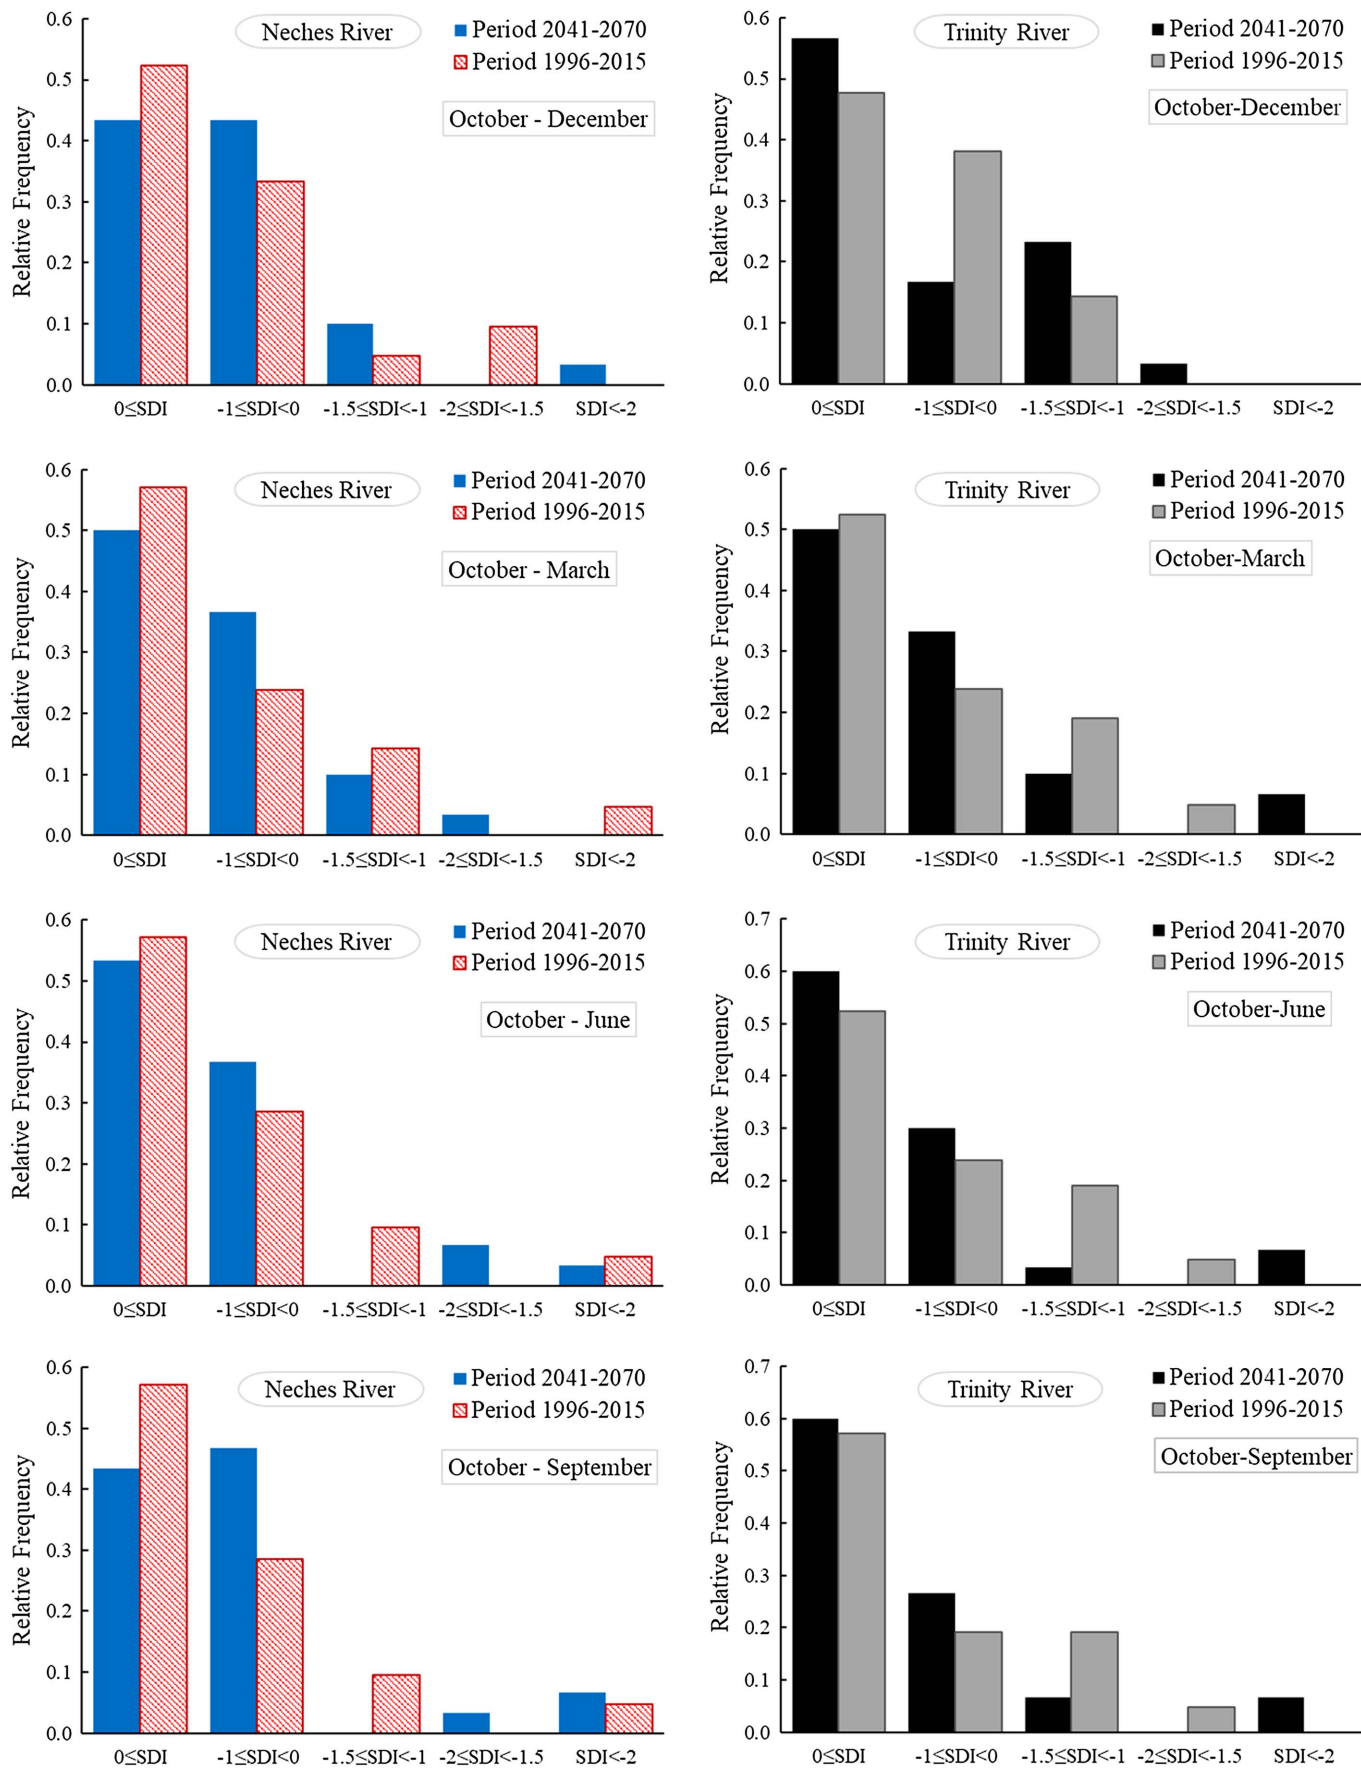 Neches River
Period 2041-2070
Period 1996-2015
October - December
Relative Frequency
0.6
0.5
0.4
0.3
0.2
0.1
0.0
0≤SDI -1≤SDI<0 -1.5≤SDI<-1 -2≤SDI<-1.5 SDI<-2
Trinity River
Period 2041-2070
Period 1996-2015
October-December
Relative Frequency
0.6
0.5
0.4
0.3
0.2
0.1
0.0
0≤SDI -1≤SDI<0 -1.5≤SDI<-1 -2≤SDI<-1.5 SDI<-2
Neches River
Period 2041-2070
Period 1996-2015
October - March
Relative Frequency
0.6
0.5
0.4
0.3
0.2
0.1
0.0
0≤SDI -1≤SDI<0 -1.5≤SDI<-1 -2≤SDI<-1.5 SDI<-2
Trinity River
Period 2041-2070
Period 1996-2015
October-March
Relative Frequency
0.6
0.5
0.4
0.3
0.2
0.1
0.0
0≤SDI -1≤SDI<0 -1.5≤SDI<-1 -2≤SDI<-1.5 SDI<-2
Neches River
Period 2041-2070
Period 1996-2015
October - June
Relative Frequency
0.6
0.5
0.4
0.3
0.2
0.1
0.0
0≤SDI -1≤SDI<0 -1.5≤SDI<-1 -2≤SDI<-1.5 SDI<-2
Trinity River
Period 2041-2070
Period 1996-2015
October-June
Relative Frequency
0.7
0.6
0.5
0.4
0.3
0.2
0.1
0.0
0≤SDI -1≤SDI<0 -1.5≤SDI<-1 -2≤SDI<-1.5 SDI<-2
Neches River
Period 2041-2070
Period 1996-2015
October - September
Relative Frequency
0.6
0.5
0.4
0.3
0.2
0.1
0.0
0≤SDI -1≤SDI<0 -1.5≤SDI<-1 -2≤SDI<-1.5 SDI<-2
Trinity River
Period 2041-2070
Period 1996-2015
October-September
Relative Frequency
0.7
0.6
0.5
0.4
0.3
0.2
0.1
0.0
0≤SDI -1≤SDI<0 -1.5≤SDI<-1 -2≤SDI<-1.5 SDI<-2